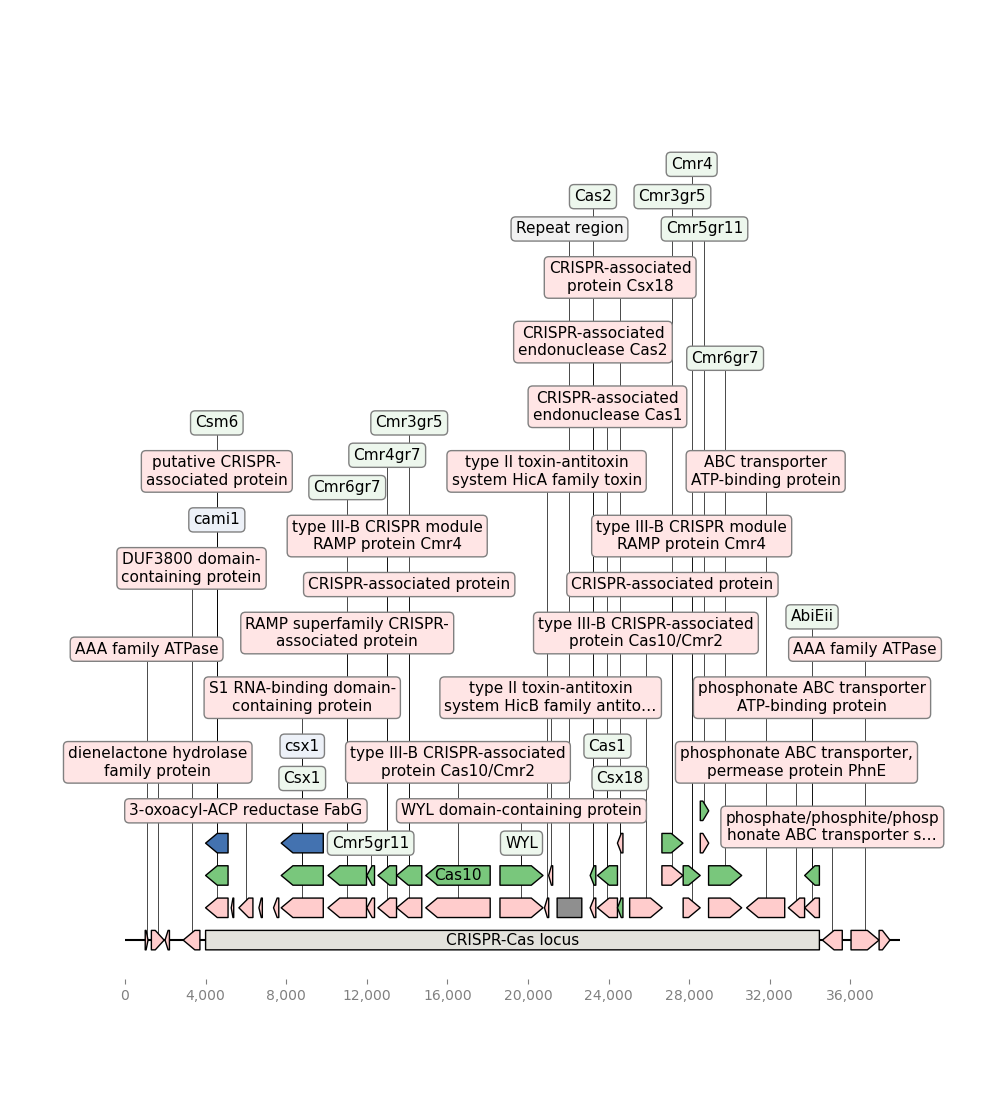 Cmr4
Cas2
Cmr3gr5
Repeat region
Cmr5gr11
CRISPR-associated
protein Csx18
CRISPR-associated
endonuclease Cas2
Cmr6gr7
CRISPR-associated
endonuclease Cas1
Csm6
Cmr3gr5
Cmr4gr7
putative CRISPR-
associated protein
type II toxin-antitoxin
system HicA family toxin
ABC transporter
ATP-binding protein
Cmr6gr7
cami1
type III-B CRISPR module
RAMP protein Cmr4
type III-B CRISPR module
RAMP protein Cmr4
DUF3800 domain-
containing protein
CRISPR-associated protein
CRISPR-associated protein
AbiEii
RAMP superfamily CRISPR-
associated protein
type III-B CRISPR-associated
protein Cas10/Cmr2
AAA family ATPase
AAA family ATPase
S1 RNA-binding domain-
containing protein
type II toxin-antitoxin
system HicB family antito...
phosphonate ABC transporter
ATP-binding protein
csx1
Cas1
dienelactone hydrolase
family protein
type III-B CRISPR-associated
protein Cas10/Cmr2
phosphonate ABC transporter,
permease protein PhnE
Csx1
Csx18
3-oxoacyl-ACP reductase FabG
WYL domain-containing protein
phosphate/phosphite/phosp
honate ABC transporter s...
Cmr5gr11
WYL
Cas10
CRISPR-Cas locus
0 4,000 8,000 12,000 16,000 20,000 24,000 28,000 32,000 36,000